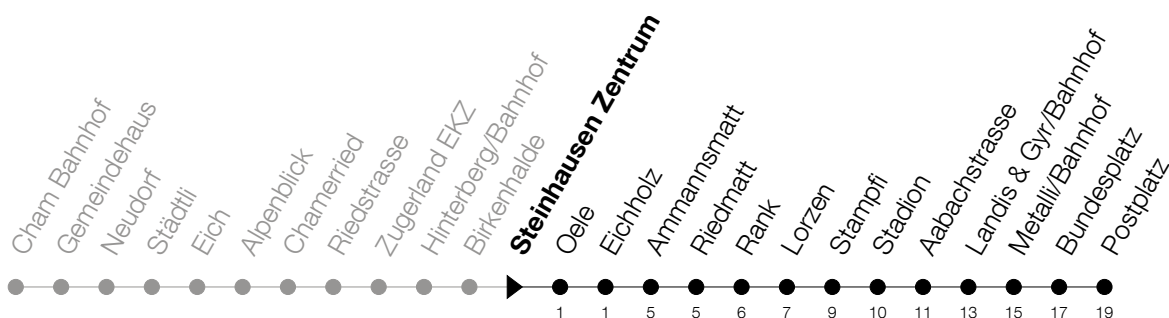 Cham Bahnhof
Gemeindehaus
Neudorf
Städtli
Eich
Alpenblick
Chamerried
Riedstrasse
Zugerland EKZ
Hinterberg/Bahnhof
Birkenhalde
Steinhausen Zentrum
Oele
Eichholz
Ammannsmatt
Riedmatt
Rank
Lorzen
Stampfi
Stadion
Aabachstrasse
Landis & Gyr/Bahnhof
Metalli/Bahnhof
Bundesplatz
Postplatz
1 1 5 5 6 7 9 10 11 13 15 17 19